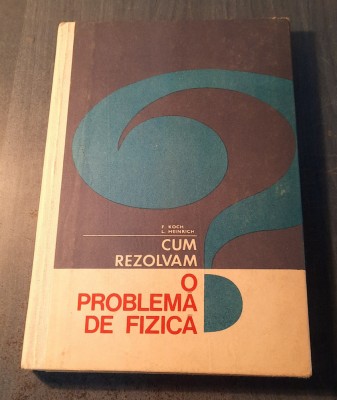 F. KOCH
L. HEINRICH
CUM
REZOLVAM
O
PROBLEMA
DE FIZICA